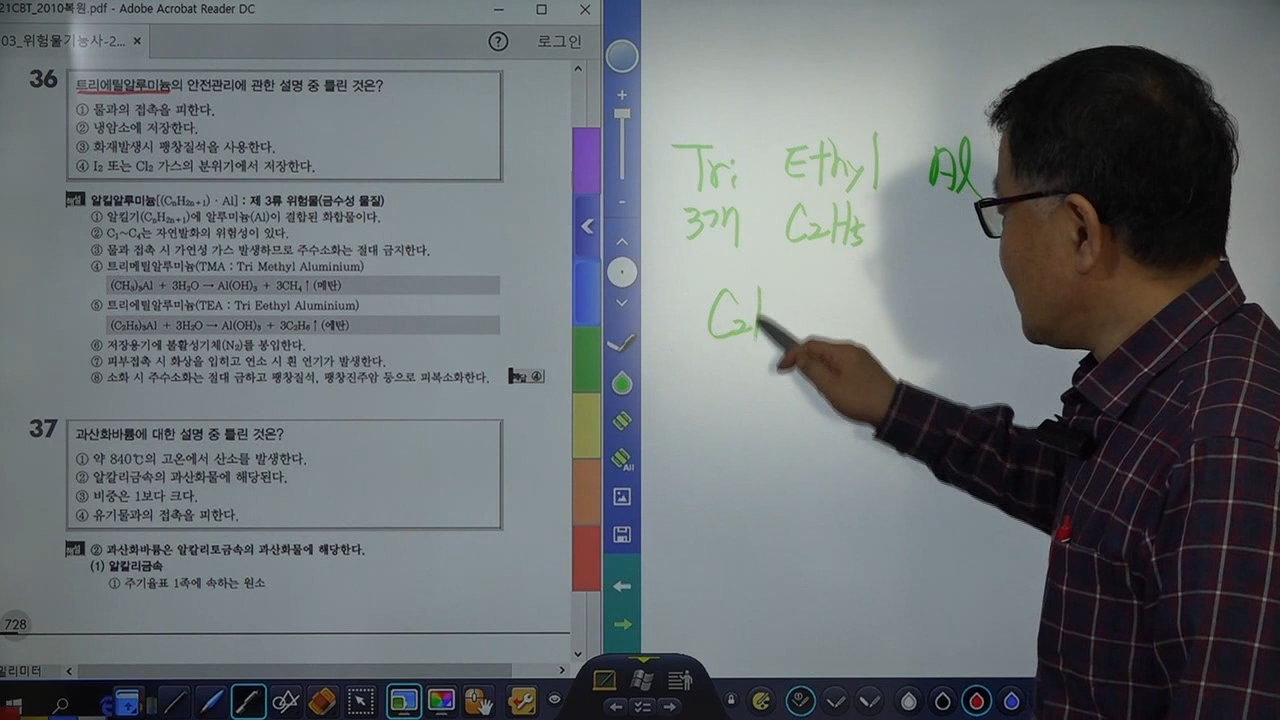 21CBT_2010복원.pdf - Adobe Acrobat Reader DC
03_위험물기능사-2... ×
로그인
36
트리에틸알루미늄의 안전관리에 관한 설명 중 틀린 것은?
① 물과의 접촉을 피한다.
② 냉암소에 저장한다.
③ 화재발생시 팽창질석을 사용한다.
④ I₂ 또는 Cl₂ 가스의 분위기에서 저장한다.
해설 알킬알루미늄[(CnH2n+1)·Al] : 제 3류 위험물(금수성 물질)
① 알킬기(CnH2n+1)에 알루미늄(Al)이 결합된 화합물이다.
② C₁~C₄는 자연발화의 위험성이 있다.
③ 물과 접촉 시 가연성 가스 발생하므로 주수소화는 절대 금지한다.
④ 트리메틸알루미늄(TMA : Tri Methyl Aluminium)
(CH₃)₃Al + 3H₂O → Al(OH)₃ + 3CH₄↑(메탄)
⑤ 트리에틸알루미늄(TEA : Tri Eethyl Aluminium)
(C₂H₅)₃Al + 3H₂O → Al(OH)₃ + 3C₂H₆↑(에탄)
⑥ 저장용기에 불활성기체(N₂)를 봉입한다.
⑦ 피부접촉 시 화상을 입히고 연소 시 흰 연기가 발생한다.
⑧ 소화 시 주수소화는 절대 금하고 팽창질석, 팽창진주암 등으로 피복소화한다.
해답 ④
37
과산화바륨에 대한 설명 중 틀린 것은?
① 약 840℃의 고온에서 산소를 발생한다.
② 알칼리금속의 과산화물에 해당된다.
③ 비중은 1보다 크다.
④ 유기물과의 접촉을 피한다.
해설 ② 과산화바륨은 알칼리토금속의 과산화물에 해당한다.
(1) 알칼리금속
① 주기율표 1족에 속하는 원소
728
밀리미터
All
Tri Ethyl Al
3개 C₂H₅
C₂